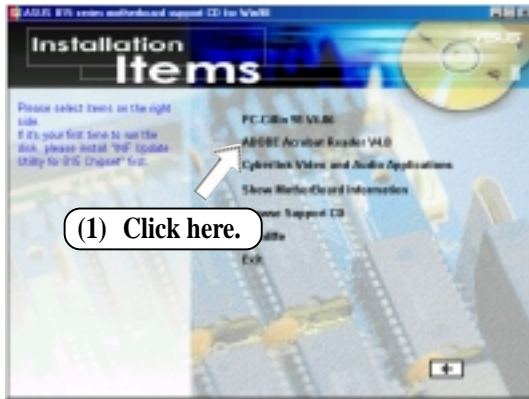 ASUS 815 series motherboard support CD for Win98
Installation
Items
ASUS
Please select items on the right
side.
If it's your first time to run the
disk, please install "INF Update
Utility for 815 Chipset" first.
PC-Cillin 98 V6.06
ADOBE Acrobat Reader V4.0
Cyberlink Video and Audio Applications
Show MotherBoard Information
Support CD
(1) Click here.
Exit